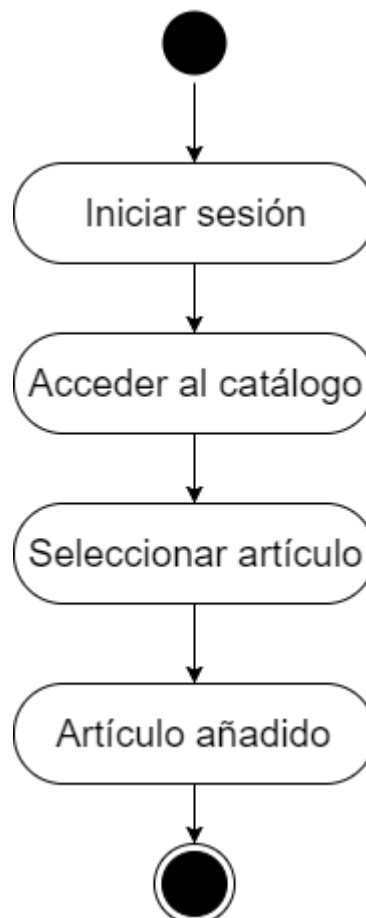 Iniciar sesión
Acceder al catálogo
Seleccionar artículo
Artículo añadido